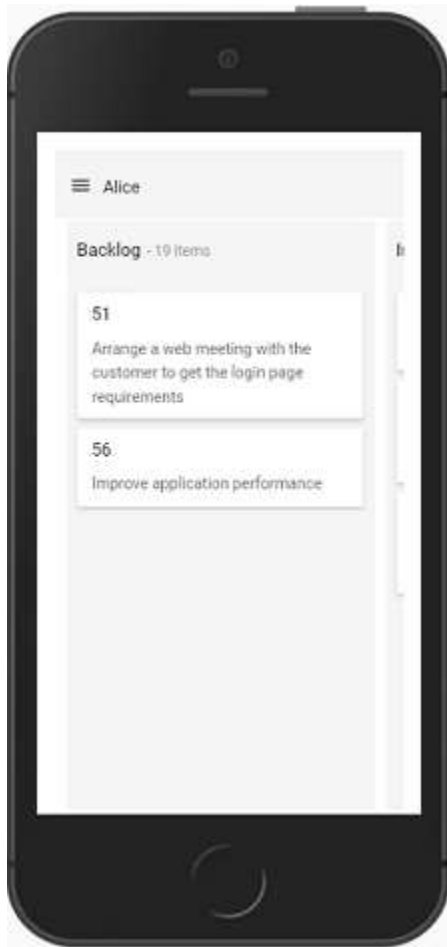 Alice
Backlog - 19 items
51
Arrange a web meeting with the
customer to get the login page
requirements
56
Improve application performance